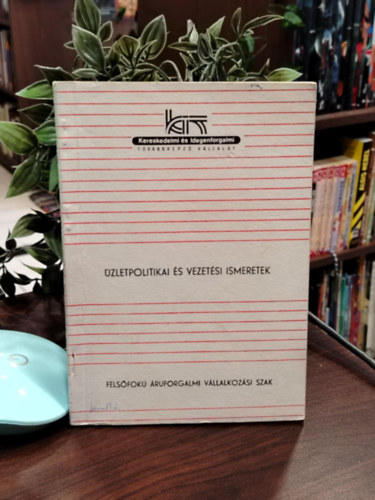 KIT
Kereskedelmi és Idegenforgalmi
TOVÁBBKÉPZŐ VÁLLALAT
ÜZLETPOLITIKAI ÉS VEZETÉSI ISMERETEK
FELSŐFOKÚ ÁRUFORGALMI VÁLLALKOZÁSI SZAK